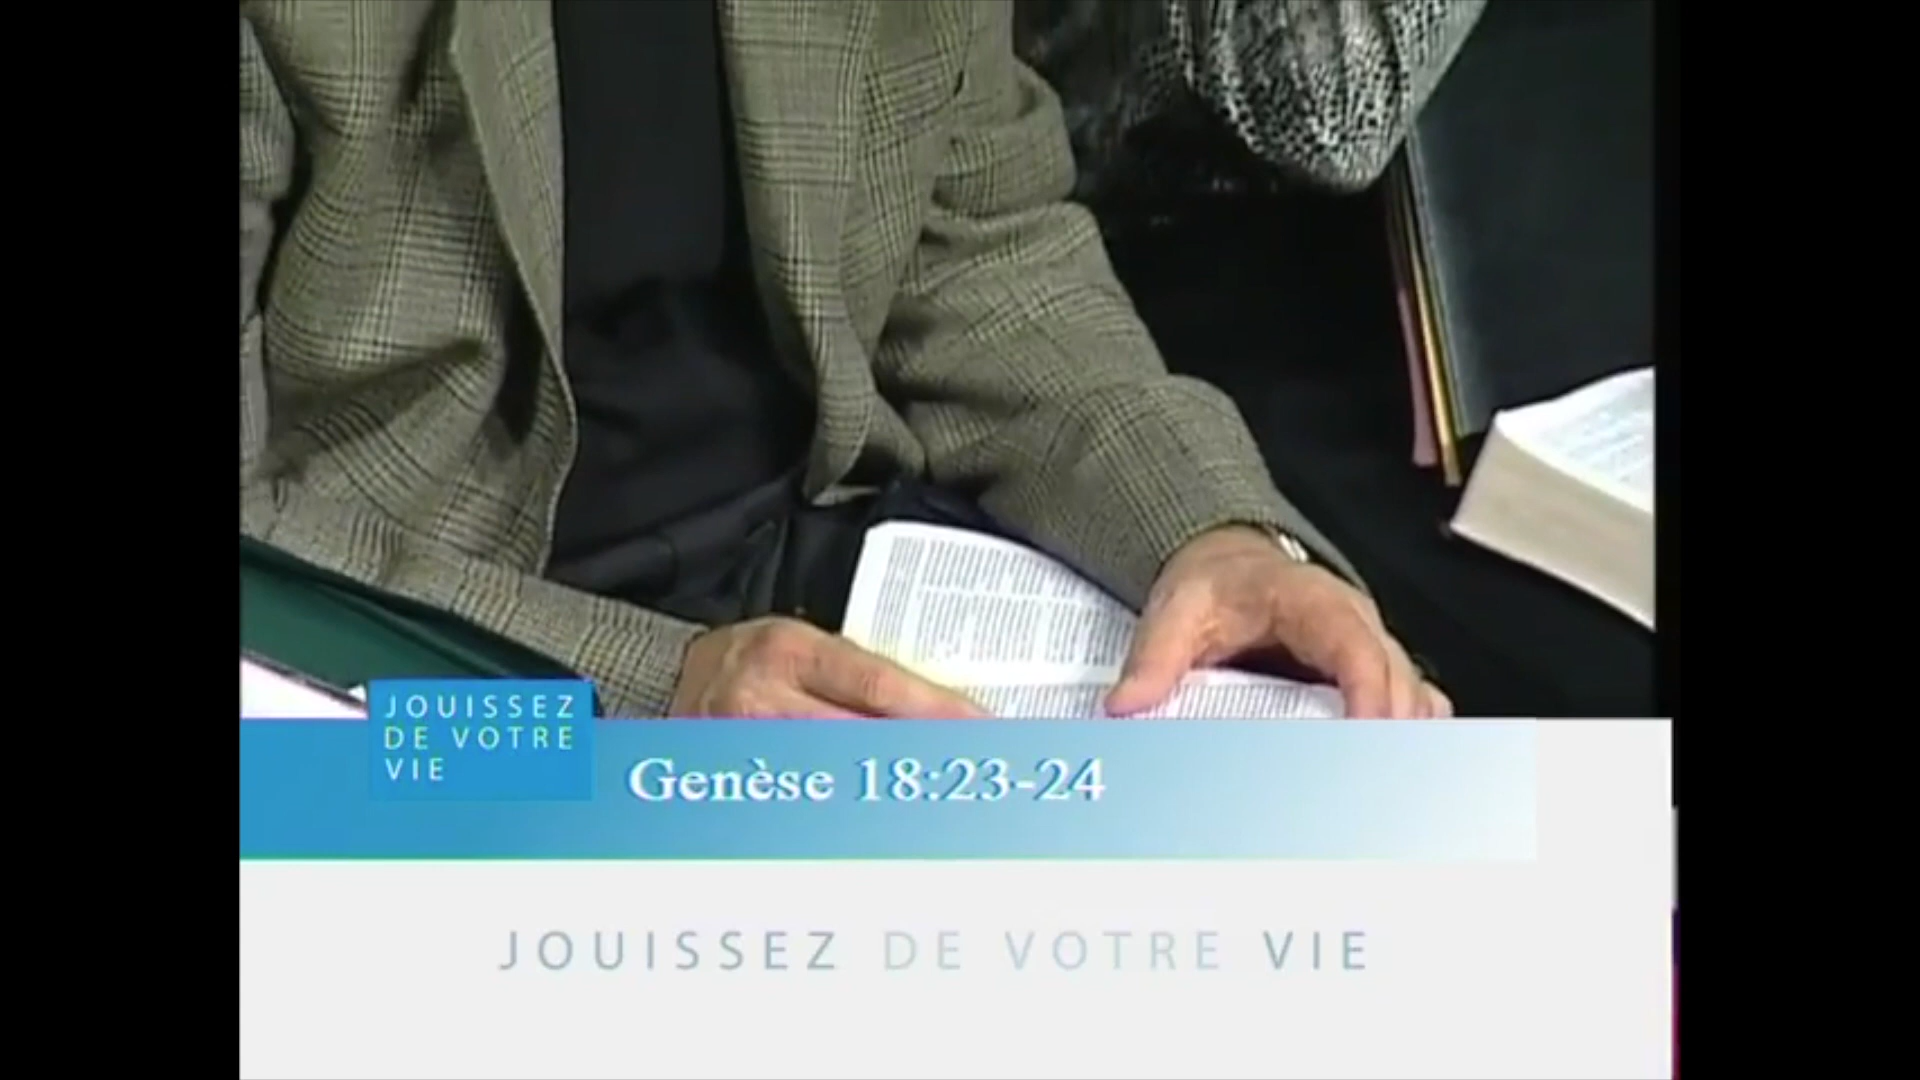 JOUISSEZ
DE VOTRE
VIE
Genèse 18:23-24
JOUISSEZ DE VOTRE VIE